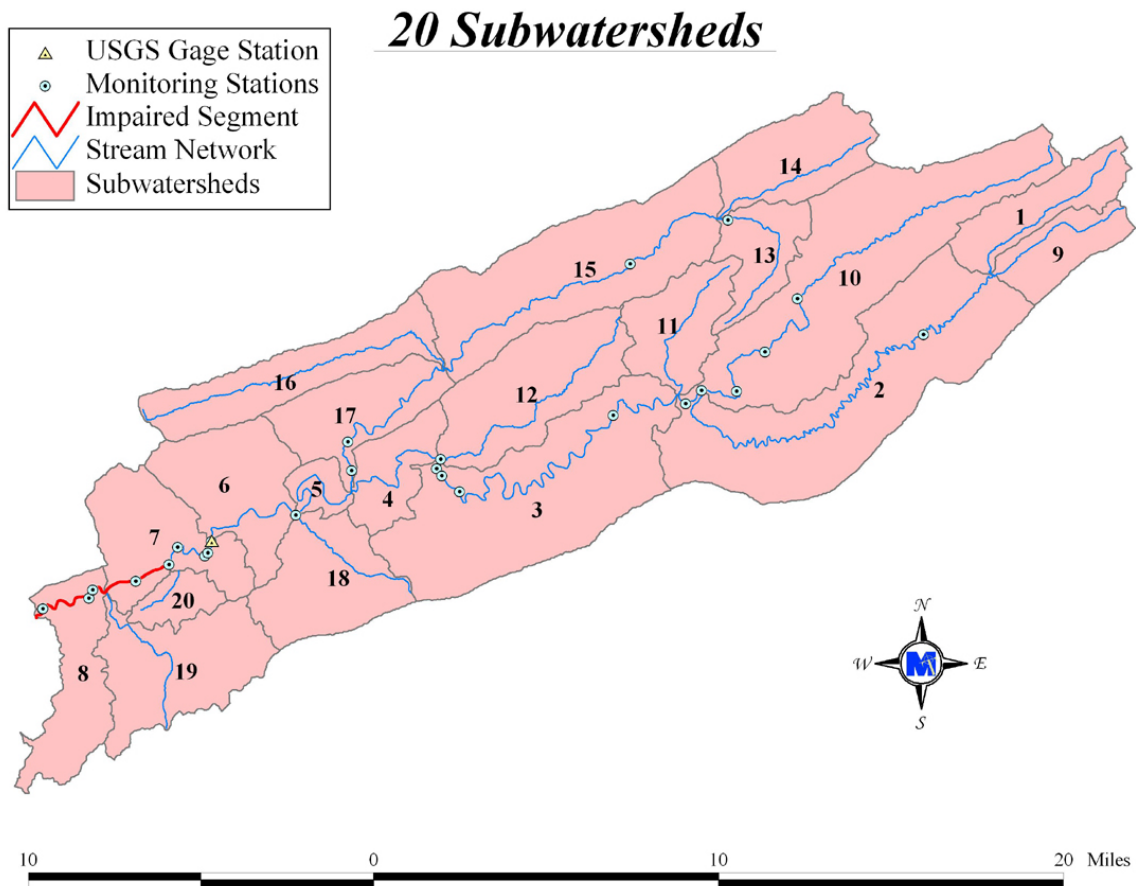 20 Subwatersheds
USGS Gage Station
Monitoring Stations
Impaired Segment
Stream Network
Subwatersheds
14
1
9
13
15
10
11
2
12
16
17
6
5
4
3
7
18
20
19
8
N
W M E
S
10 0 10 20 Miles